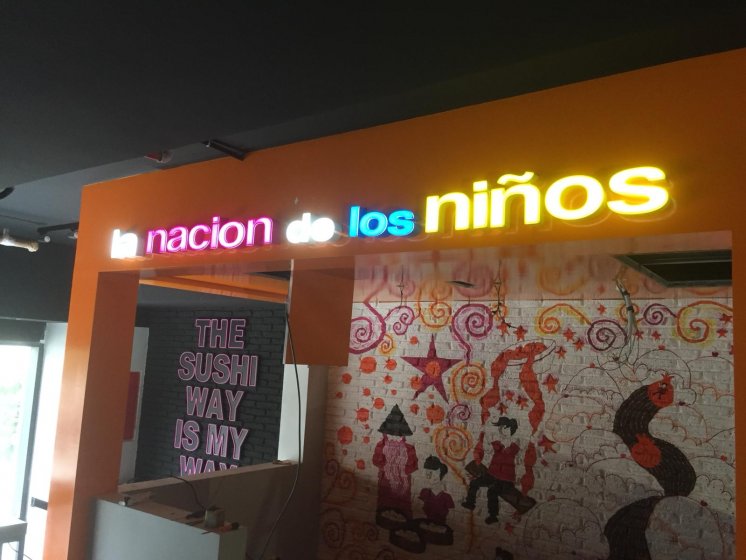 la nacion de los niños
THE
SUSHI
WAY
IS MY
WAY